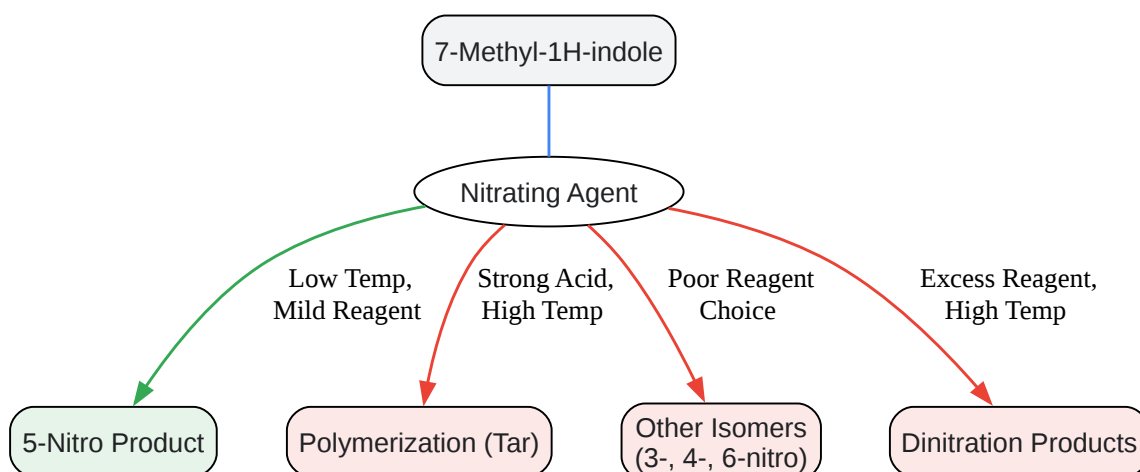 7-Methyl-1H-indole
Nitrating Agent
Low Temp,
Mild Reagent
Strong Acid,
High Temp
Poor Reagent
Choice
Excess Reagent,
High Temp
5-Nitro Product
Polymerization (Tar)
Other Isomers
(3-, 4-, 6-nitro)
Dinitration Products